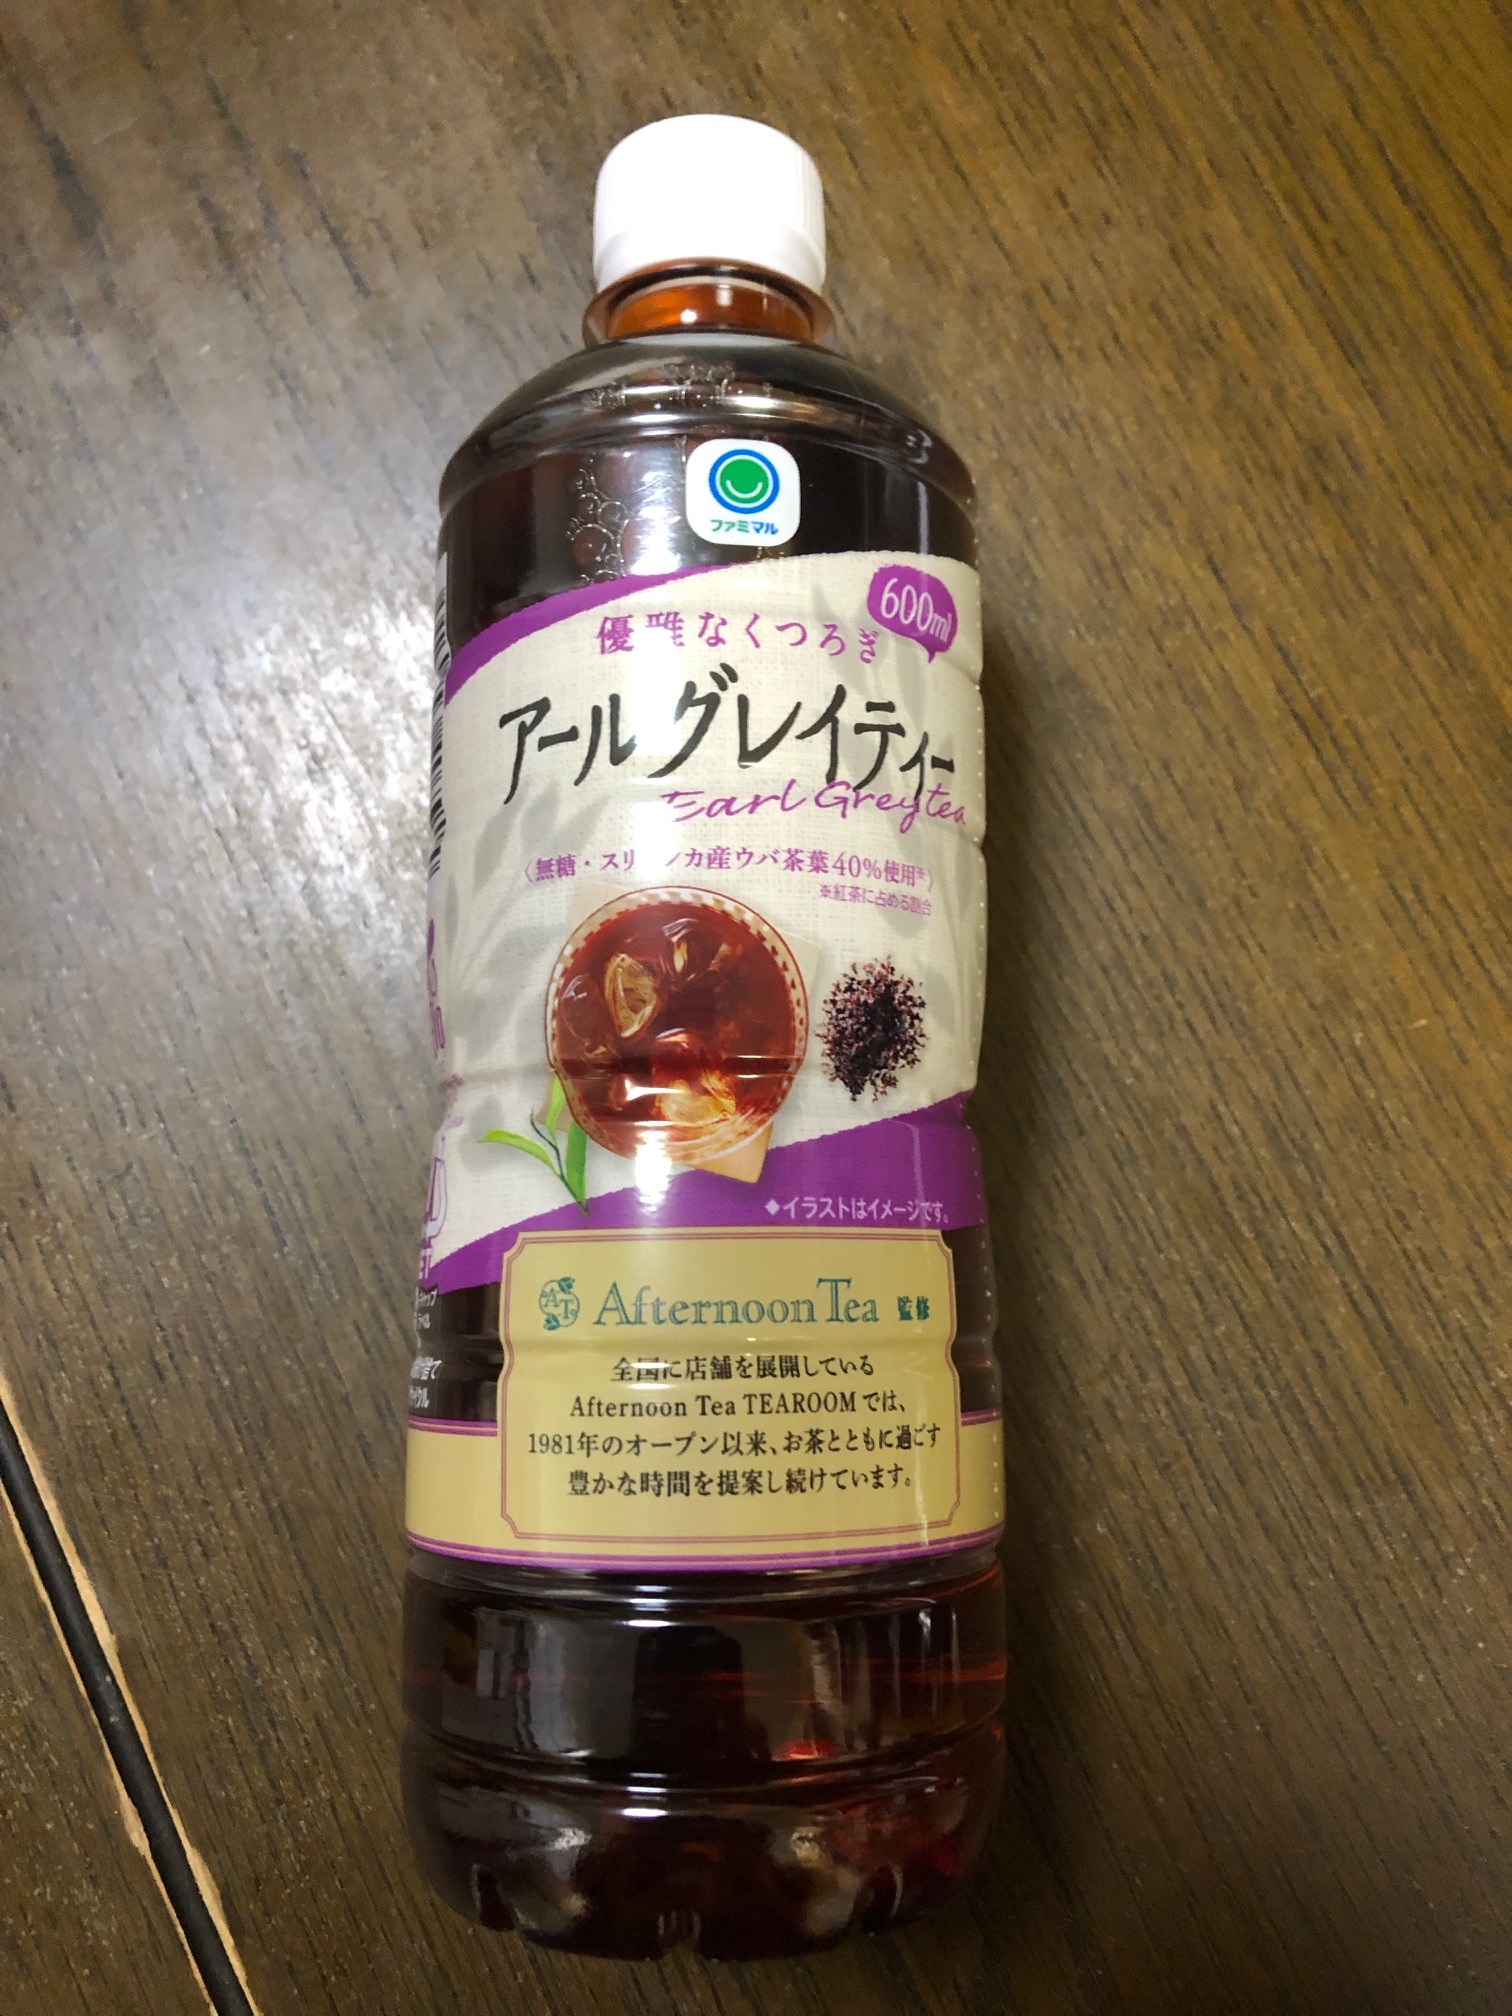 ファミマル
600ml
優雅なくつろぎ
アールグレイティー
Earl Grey tea
〈無糖・スリランカ産ウバ茶葉40%使用※〉
※紅茶に占める割合
◆イラストはイメージです。
AT
Afternoon Tea 監修
全国に店舗を展開している
Afternoon Tea TEAROOMでは、
1981年のオープン以来、お茶とともに過ごす
豊かな時間を提案し続けています。